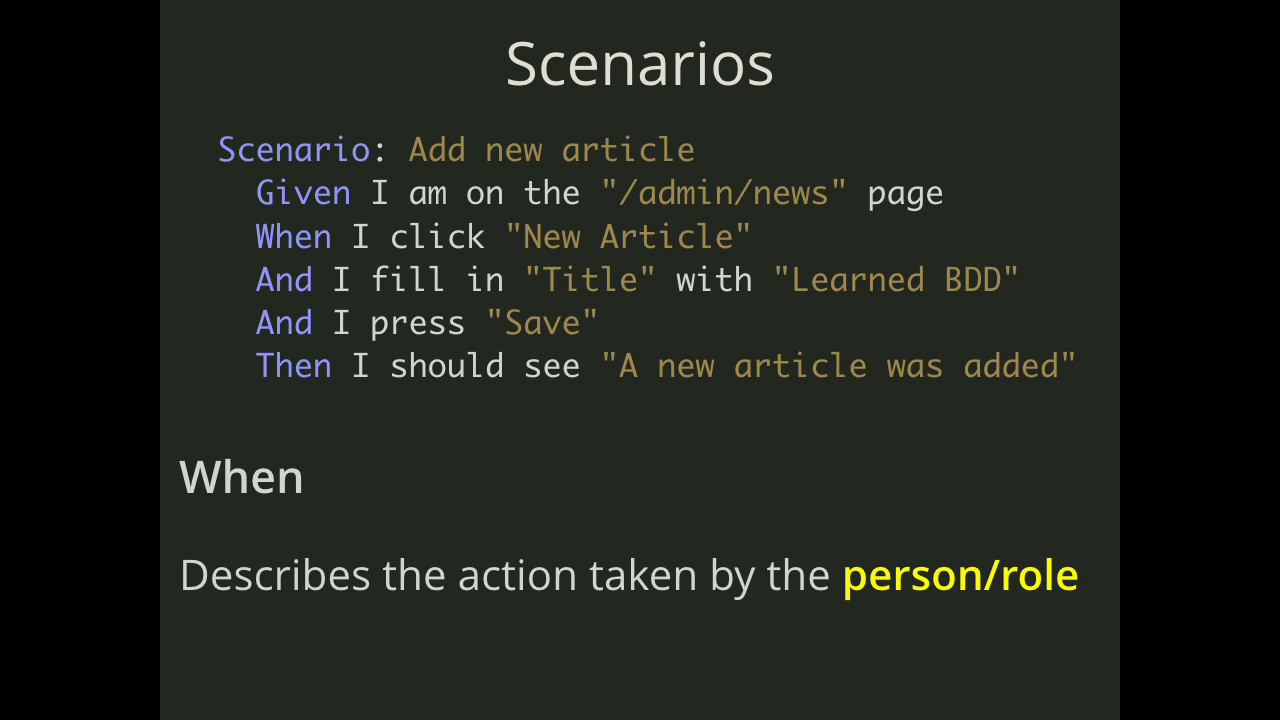 Scenarios
Scenario: Add new article
Given I am on the "/admin/news" page
When I click "New Article"
And I fill in "Title" with "Learned BDD"
And I press "Save"
Then I should see "A new article was added"
When
Describes the action taken by the person/role